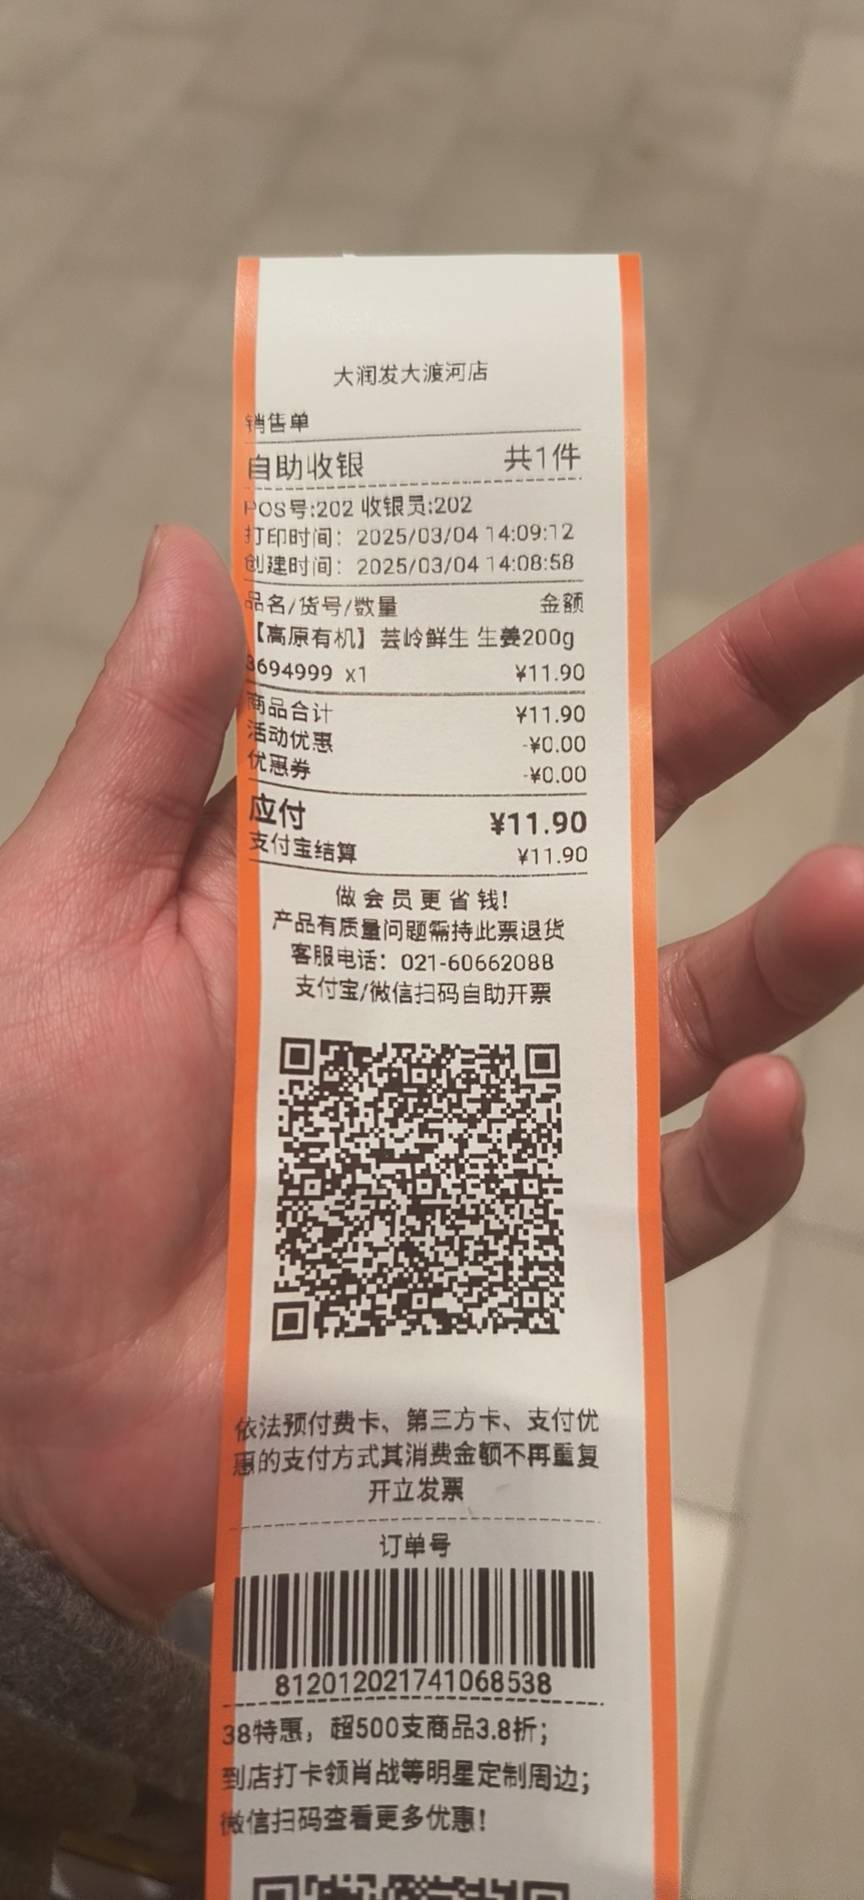 大润发大渡河店
销售单
自助收银 共1件
POS号:202 收银员:202
打印时间: 2025/03/04 14:09:12
创建时间: 2025/03/04 14:08:58
品名/货号/数量 金额
【高原有机】芸岭鲜生 生姜200g
3694999 x1 ¥11.90
商品合计 ¥11.90
活动优惠 -¥0.00
优惠券 -¥0.00
应付 ¥11.90
支付宝结算 ¥11.90
做会员更省钱!
产品有质量问题需持此票退货
客服电话: 021-60662088
支付宝/微信扫码自助开票
依法预付费卡、第三方卡、支付优
惠的支付方式其消费金额不再重复
开立发票
订单号
812012021741068538
38特惠，超500支商品3.8折;
到店打卡领肖战等明星定制周边;
微信扫码查看更多优惠!